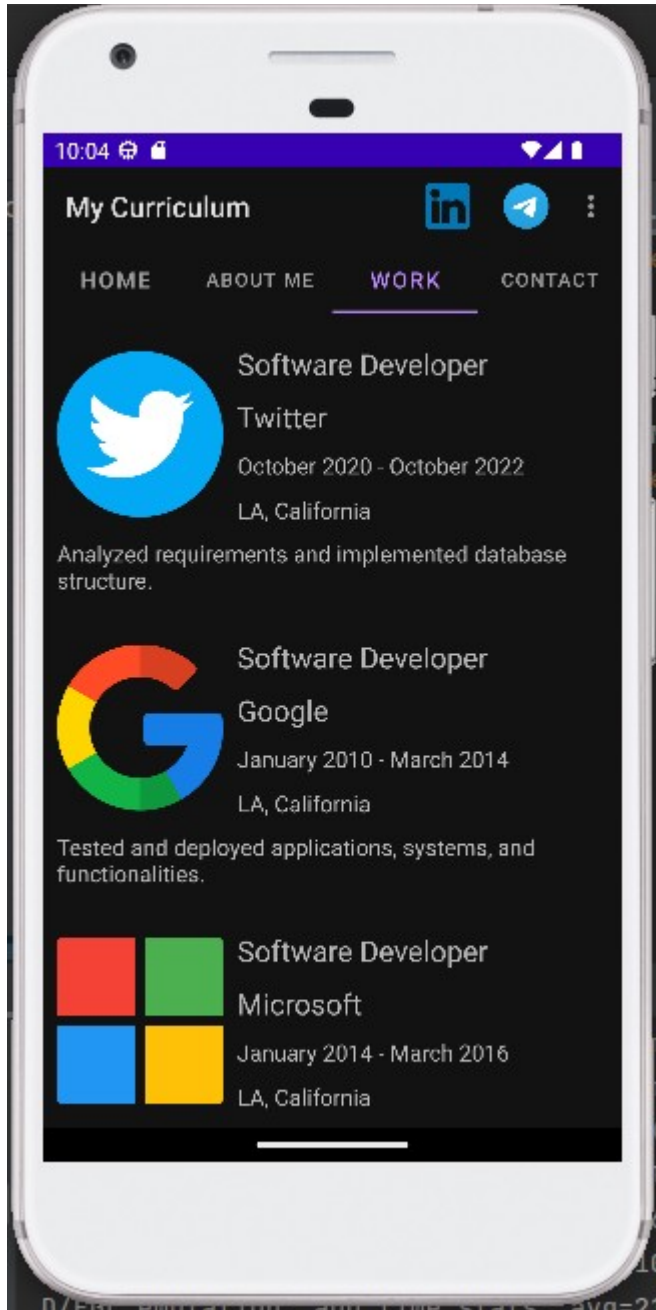 10:04
My Curriculum
in
HOME ABOUT ME WORK CONTACT
Software Developer
Twitter
October 2020 - October 2022
LA, California
Analyzed requirements and implemented database
structure.
Software Developer
Google
January 2010 - March 2014
LA, California
Tested and deployed applications, systems, and
functionalities.
Software Developer
Microsoft
January 2014 - March 2016
LA, California